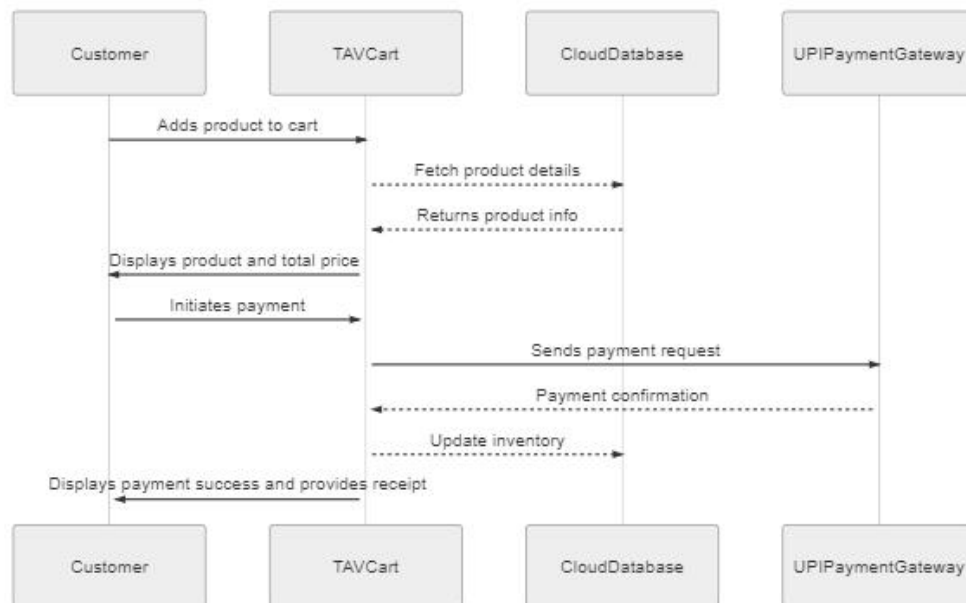 Customer TAVCart CloudDatabase UPIPaymentGateway
Adds product to cart
Fetch product details
Returns product info
Displays product and total price
Initiates payment
Sends payment request
Payment confirmation
Update inventory
Displays payment success and provides receipt
Customer TAVCart CloudDatabase UPIPaymentGateway